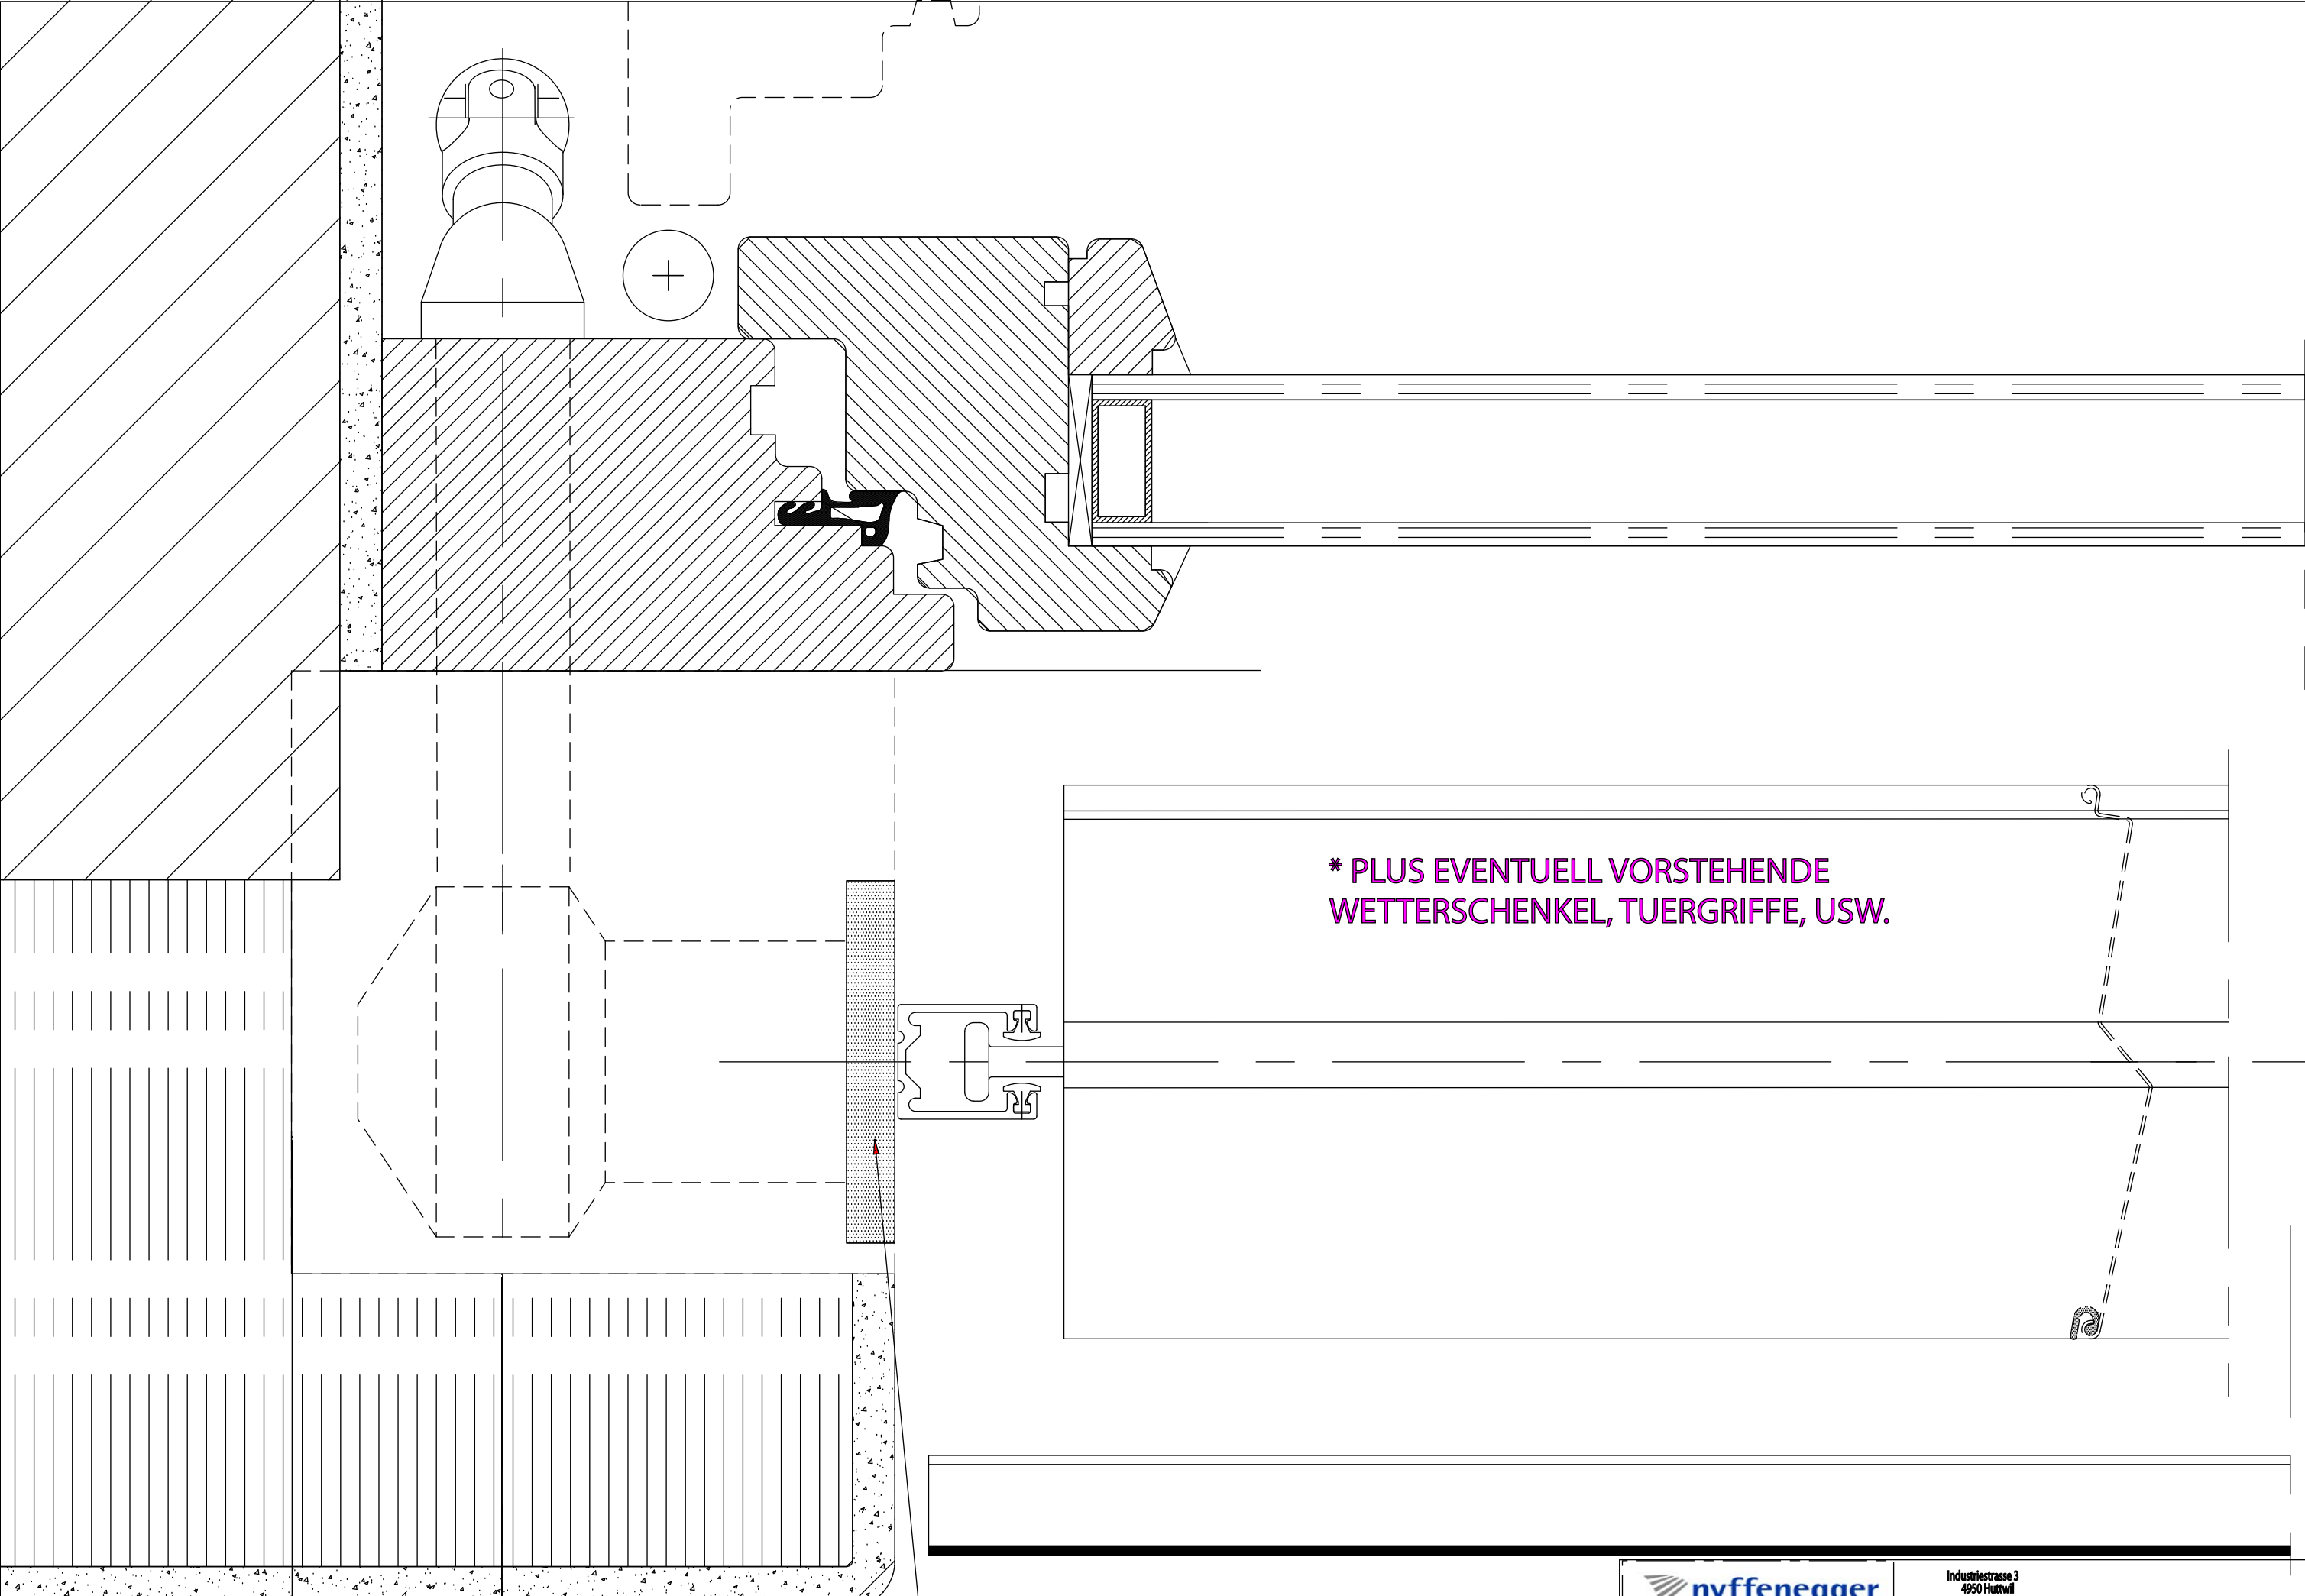 * PLUS EVENTUELL VORSTEHENDE
WETTERSCHENKEL, TUERGRIFFE, USW.
nyffenegger
Industriestrasse 3
4950 Huttwil